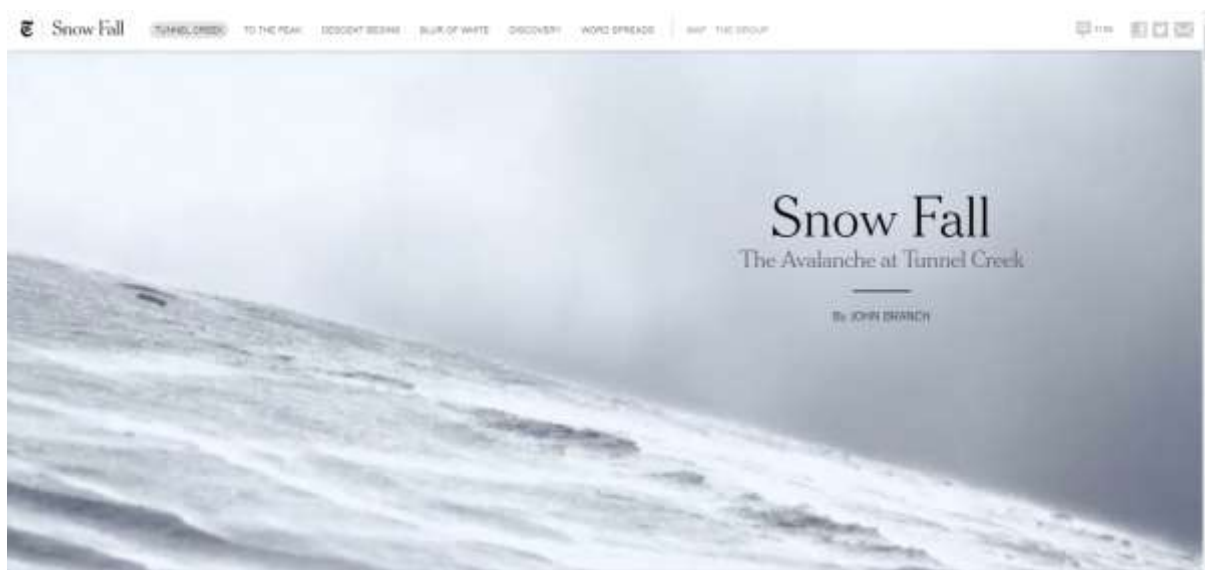 Snow Fall
TUNNEL CREEK TO THE PEAK DESCENT BEGINS BLUR OF WHITE DISCOVERY WORD SPREADS MAP THE GROUP
Snow Fall
The Avalanche at Tunnel Creek
By JOHN BRANCH